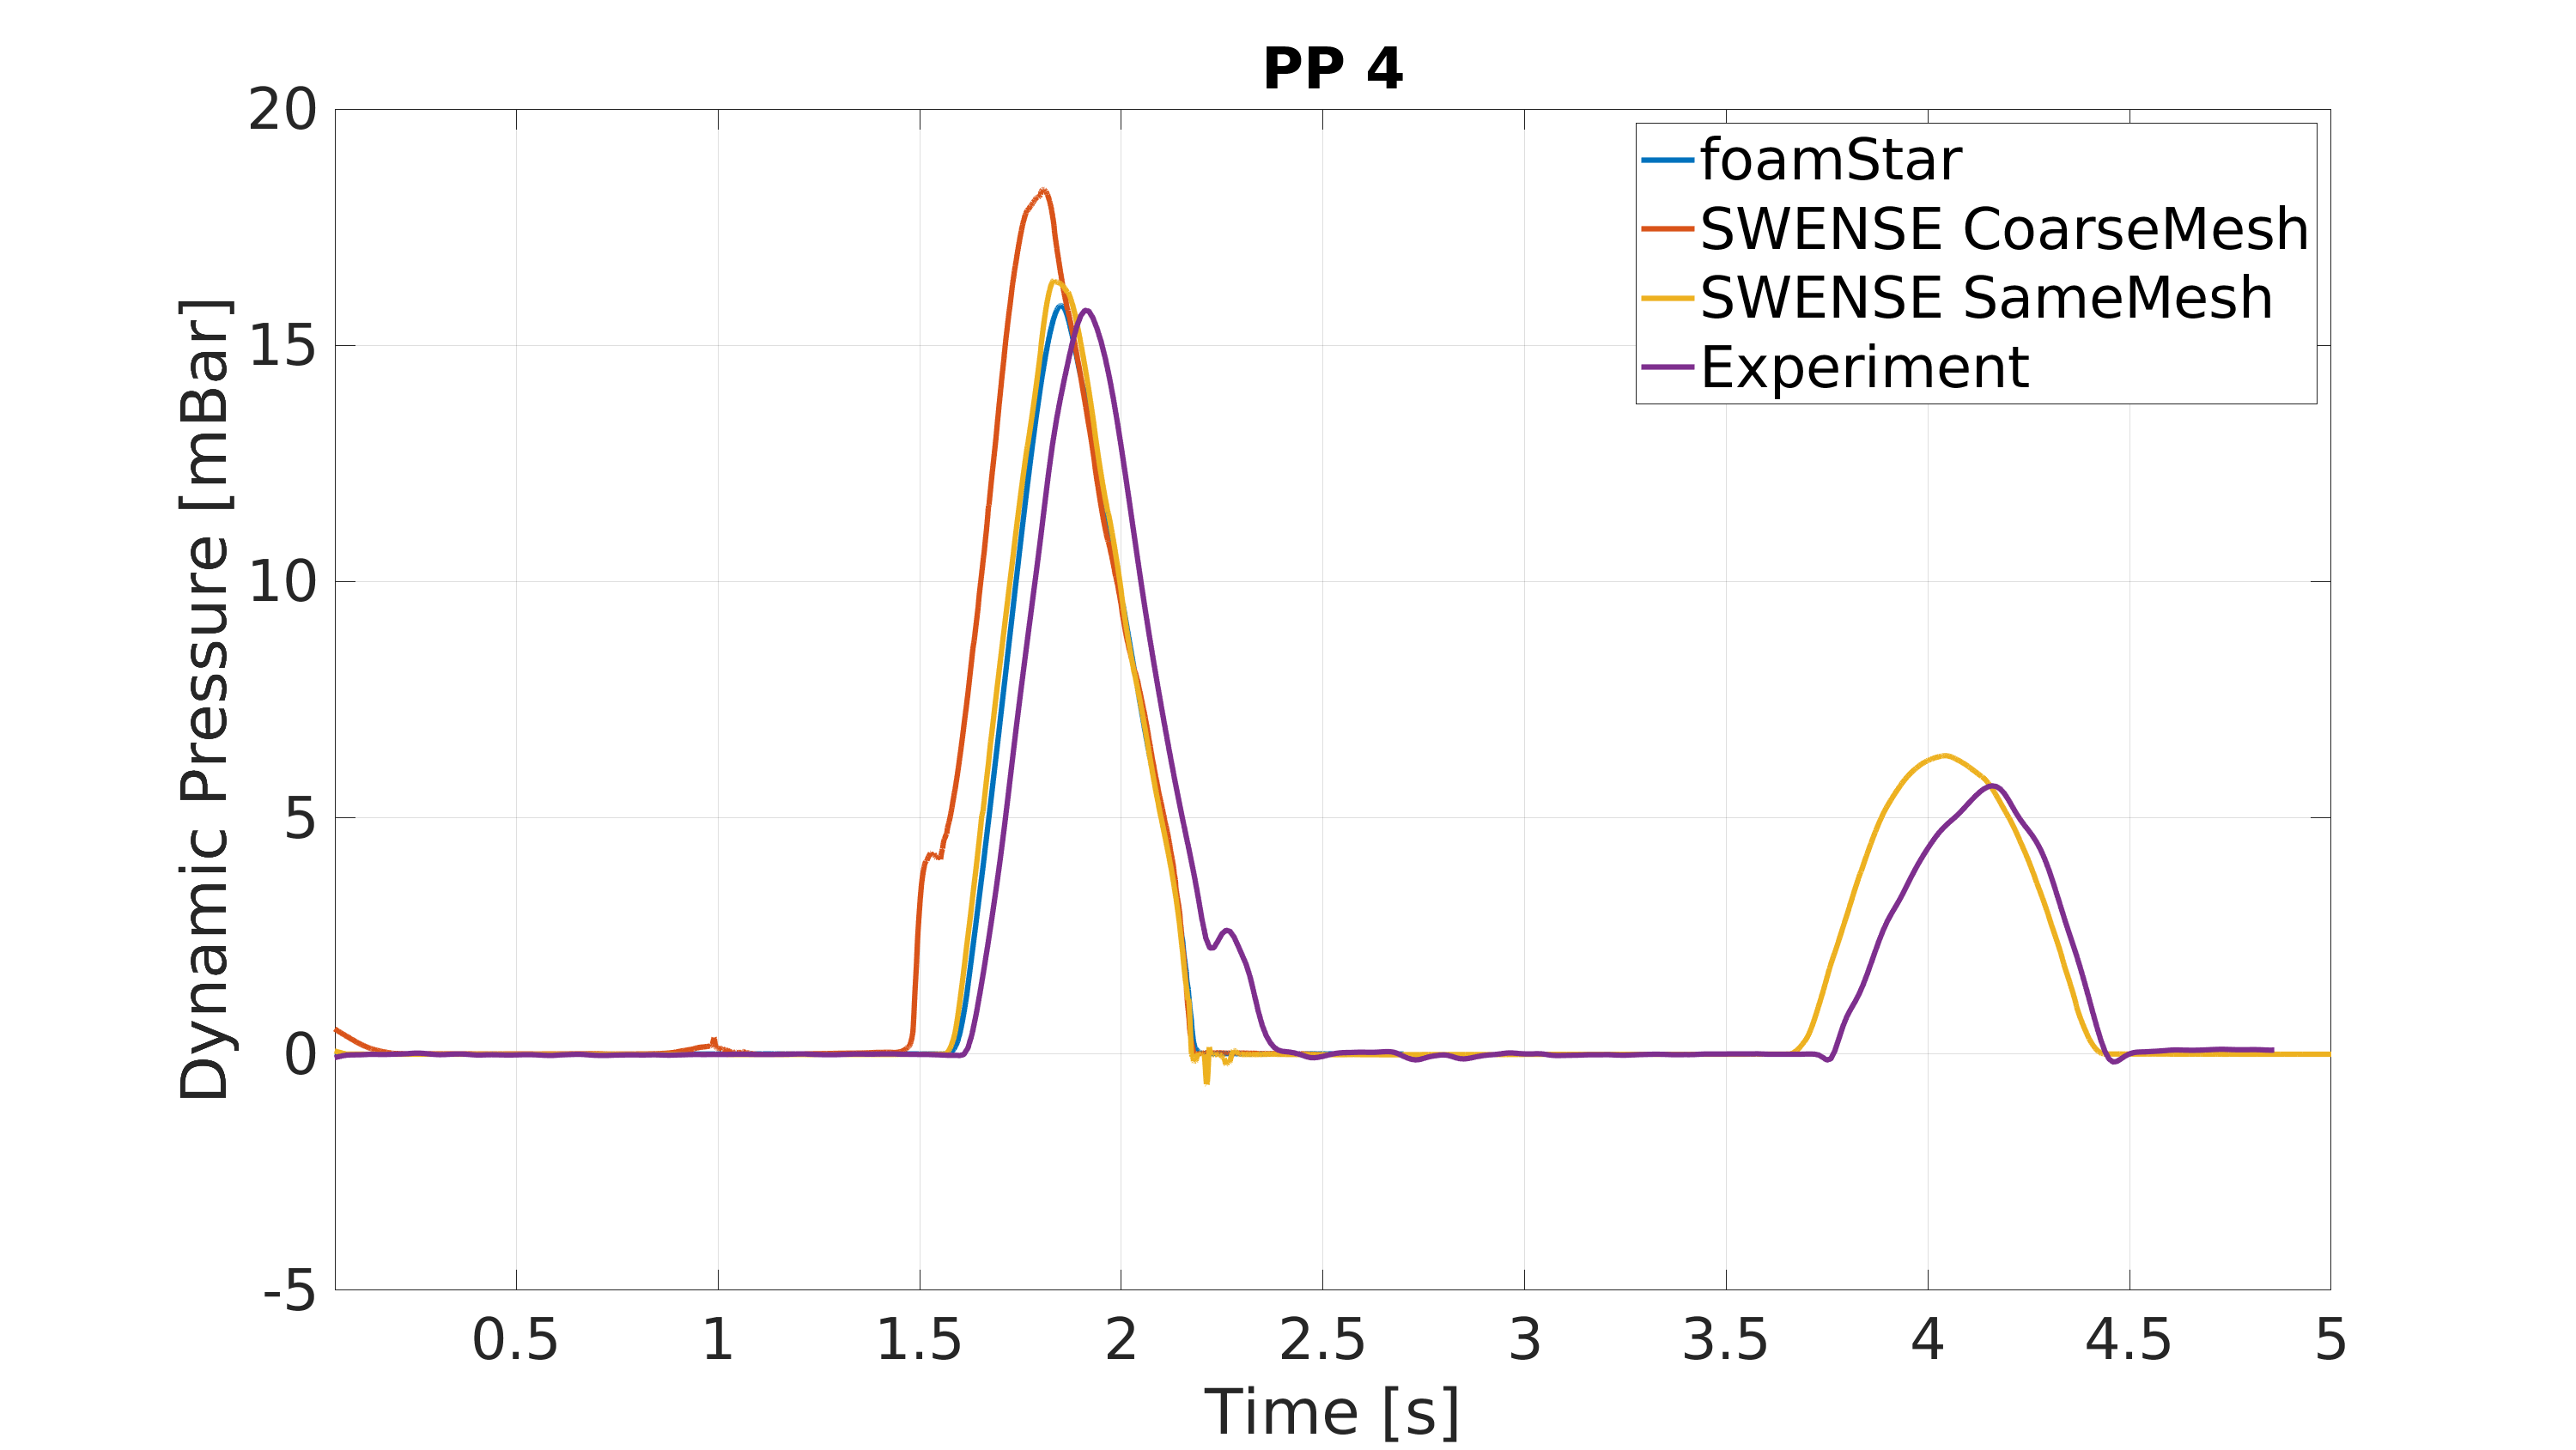 PP 4
20
15
10
5
0
-5
Dynamic Pressure [mBar]
foamStar
SWENSE CoarseMesh
SWENSE SameMesh
Experiment
0.5 1 1.5 2 2.5 3 3.5 4 4.5 5
Time [s]